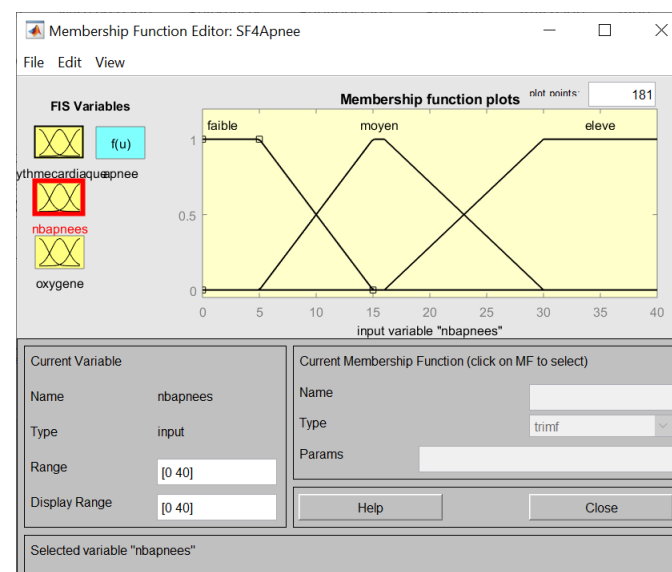 Membership Function Editor: SF4Apnee
File Edit View
FIS Variables
f(u)
ythmecardiaque
apnee
nbapnees
oxygene
Membership function plots
plot points:
181
faible moyen eleve
1
0.5
0
0 5 10 15 20 25 30 35 40
input variable "nbapnees"
Current Variable
Name nbapnees
Type input
Range [0 40]
Display Range [0 40]
Current Membership Function (click on MF to select)
Name
Type trimf
Params
Help Close
Selected variable "nbapnees"